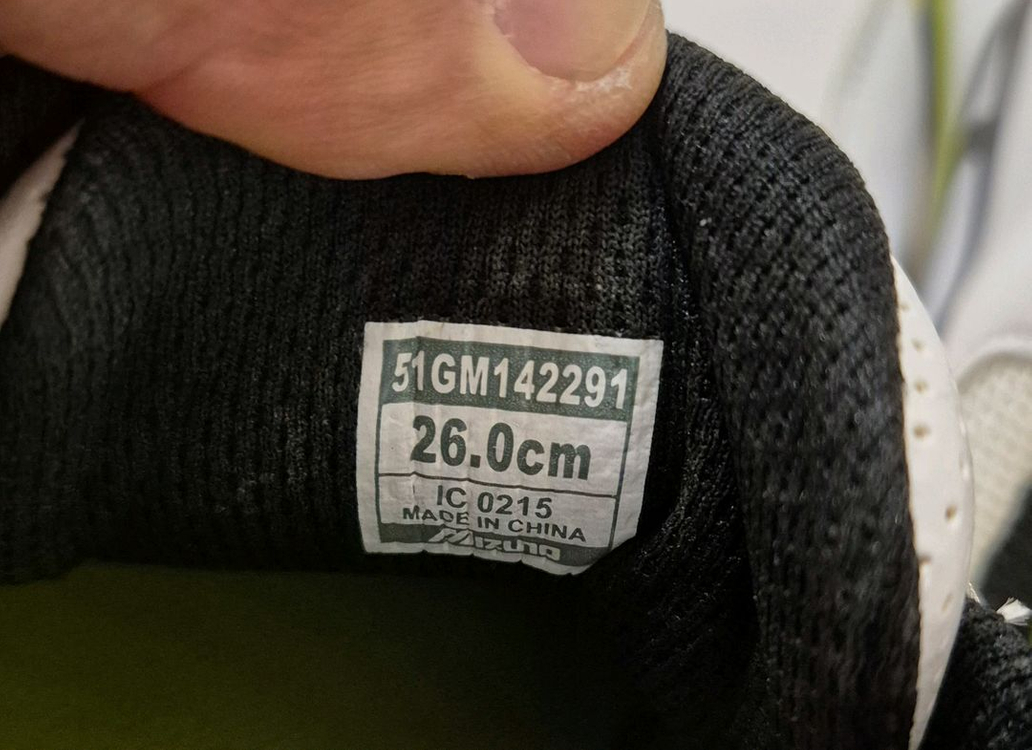 51GM142291
26.0cm
IC 0215
MADE IN CHINA
Mizuno